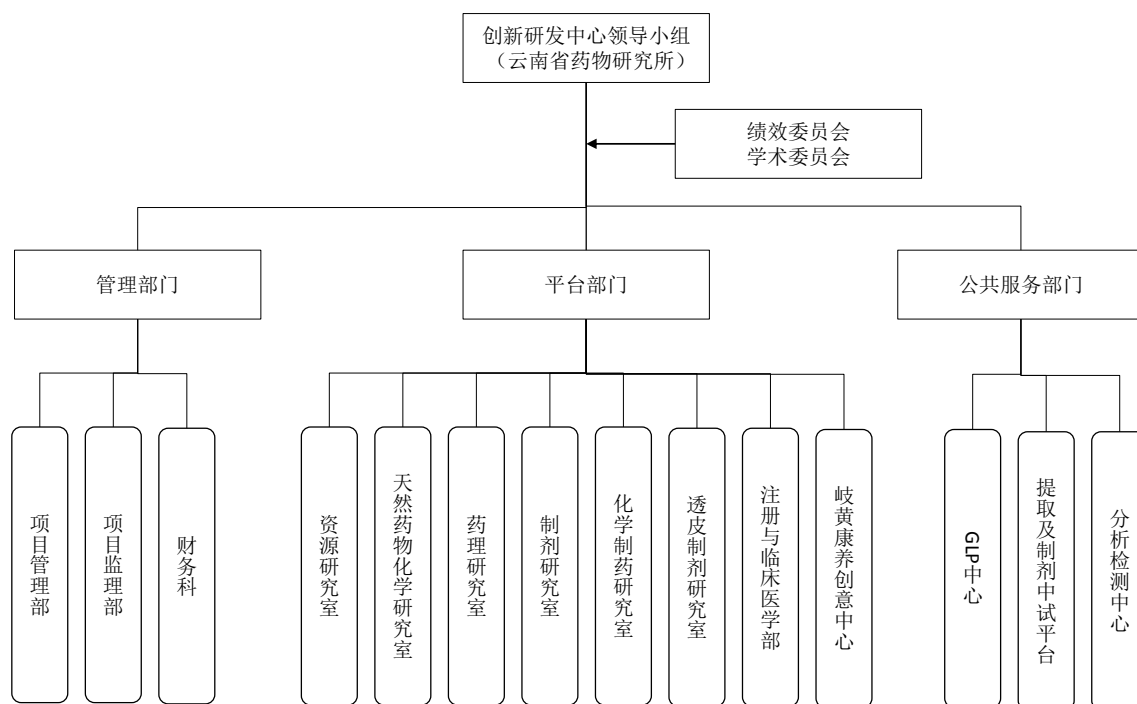 创新研发中心领导小组
（云南省药物研究所）
绩效委员会
学术委员会
管理部门
平台部门
公共服务部门
项目管理部
项目监理部
财务科
资源研究室
天然药物化学研究室
药理研究室
制剂研究室
化学制药研究室
透皮制剂研究室
注册与临床医学部
岐黄康养创意中心
GLP中心
提取及制剂中试平台
分析检测中心